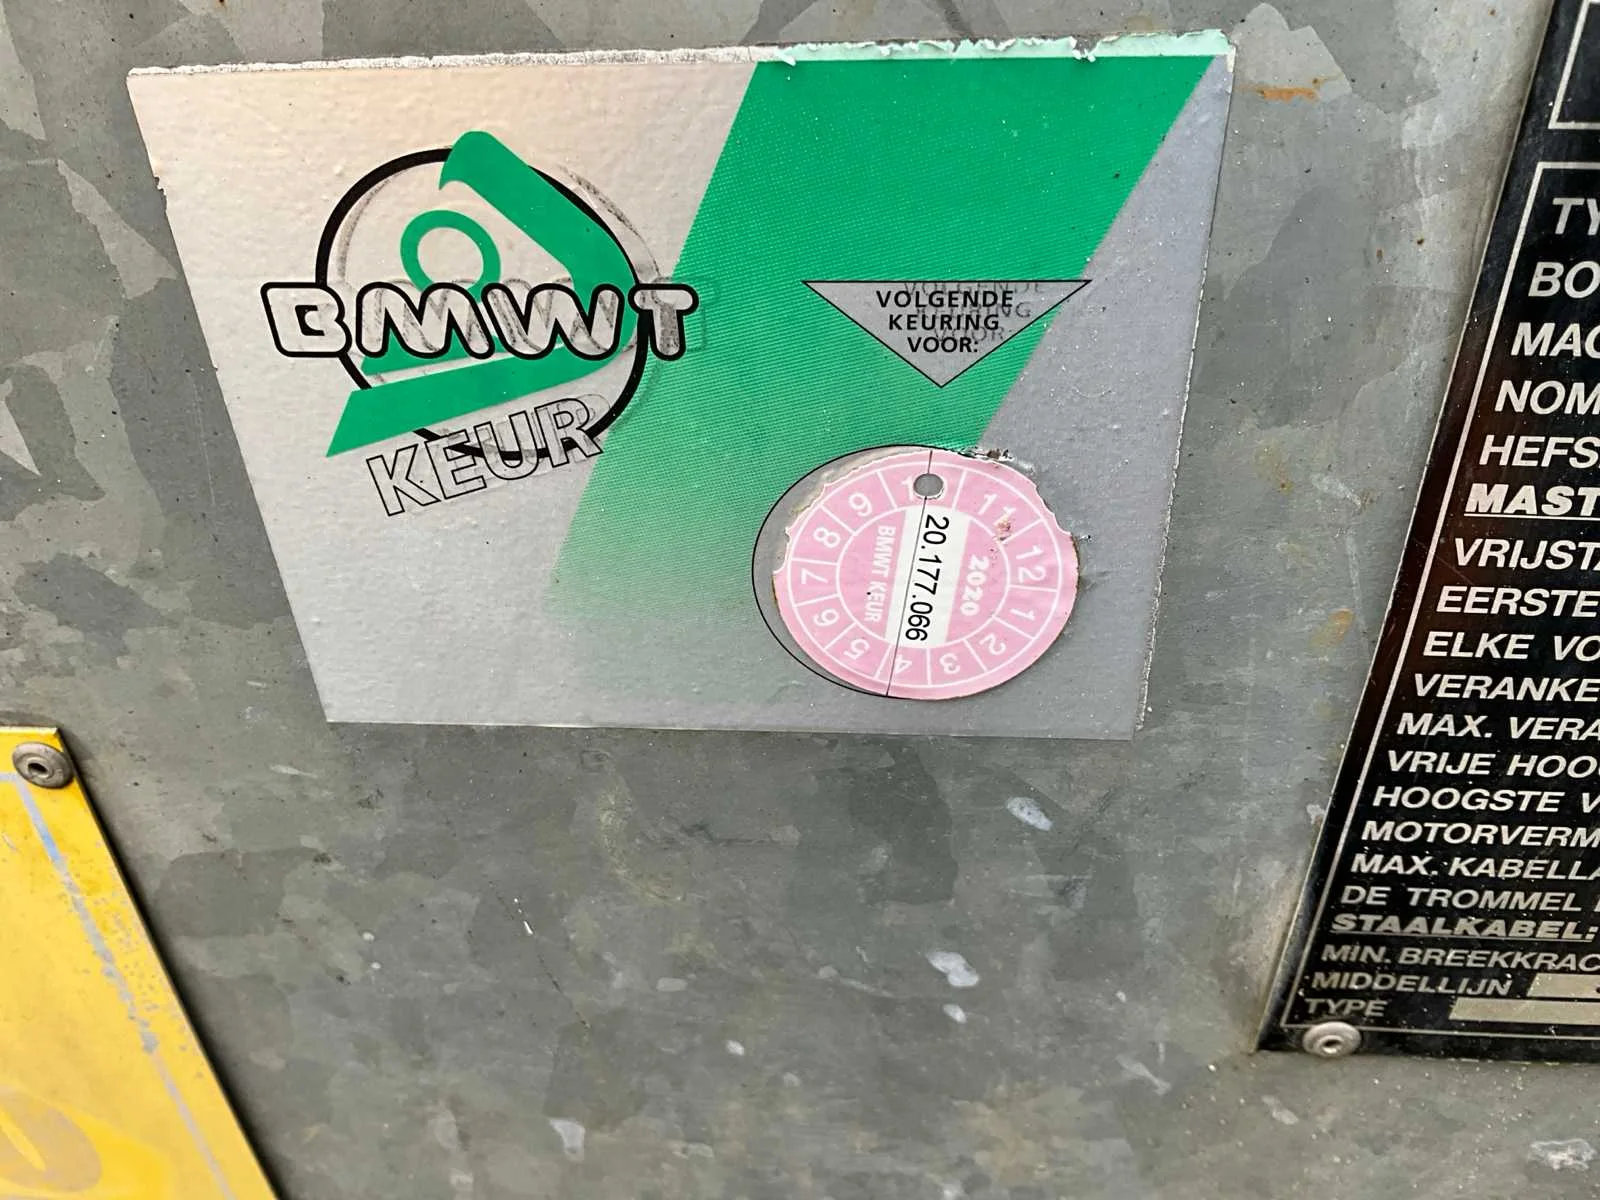 BMWT
KEUR
VOLGENDE
KEURING
VOOR:
20.177.066
BMWT KEUR
2020
1 2 3 4 5 6 7 8 9 11 12
TY
BO
MAC
NOM
HEFS
MAST
VRIJSTA
EERSTE
ELKE VO
VERANKE
MAX. VERA
VRIJE HOO
HOOGSTE V
MOTORVERM
MAX. KABELLA
DE TROMMEL
STAALKABEL:
MIN. BREEKKRAC
MIDDELLIJN
TYPE